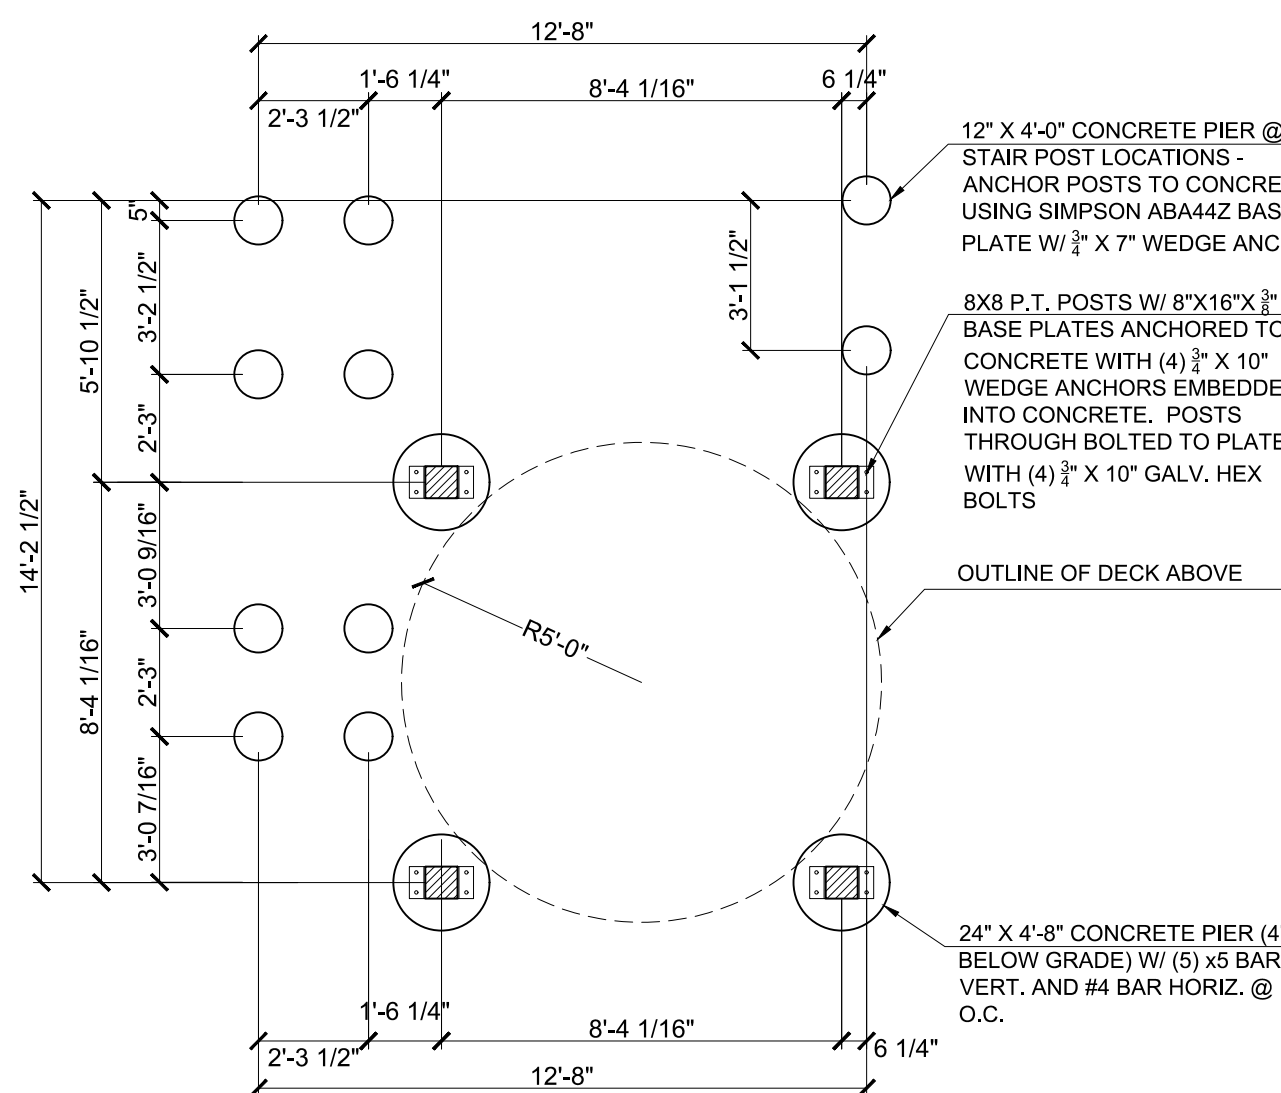 12'-8"
1'-6 1/4"
8'-4 1/16"
6 1/4"
2'-3 1/2"
12" X 4'-0" CONCRETE PIER @
STAIR POST LOCATIONS -
ANCHOR POSTS TO CONCRE
USING SIMPSON ABA44Z BAS
PLATE W/ 3/4" X 7" WEDGE ANC
5"
3'-2 1/2"
3'-1 1/2"
5'-10 1/2"
8X8 P.T. POSTS W/ 8"X16"X 3/8"
BASE PLATES ANCHORED TO
CONCRETE WITH (4) 3/4" X 10"
WEDGE ANCHORS EMBEDDE
INTO CONCRETE. POSTS
THROUGH BOLTED TO PLATE
WITH (4) 3/4" X 10" GALV. HEX
BOLTS
2'-3"
14'-2 1/2"
3'-0 9/16"
OUTLINE OF DECK ABOVE
R5'-0"
8'-4 1/16"
2'-3"
3'-0 7/16"
24" X 4'-8" CONCRETE PIER (4'
BELOW GRADE) W/ (5) x5 BAR
VERT. AND #4 BAR HORIZ. @
O.C.
1'-6 1/4"
8'-4 1/16"
6 1/4"
2'-3 1/2"
12'-8"